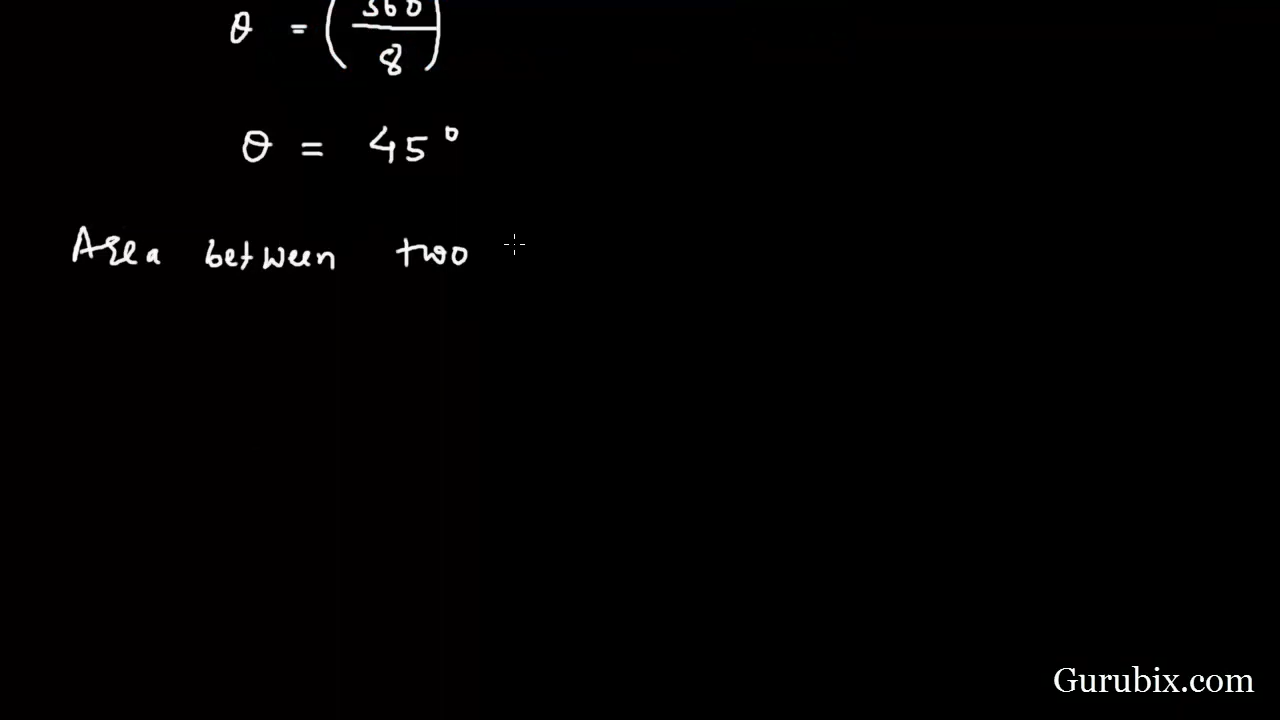 θ = (360/8)
θ = 45°
Area between two
Gurubix.com